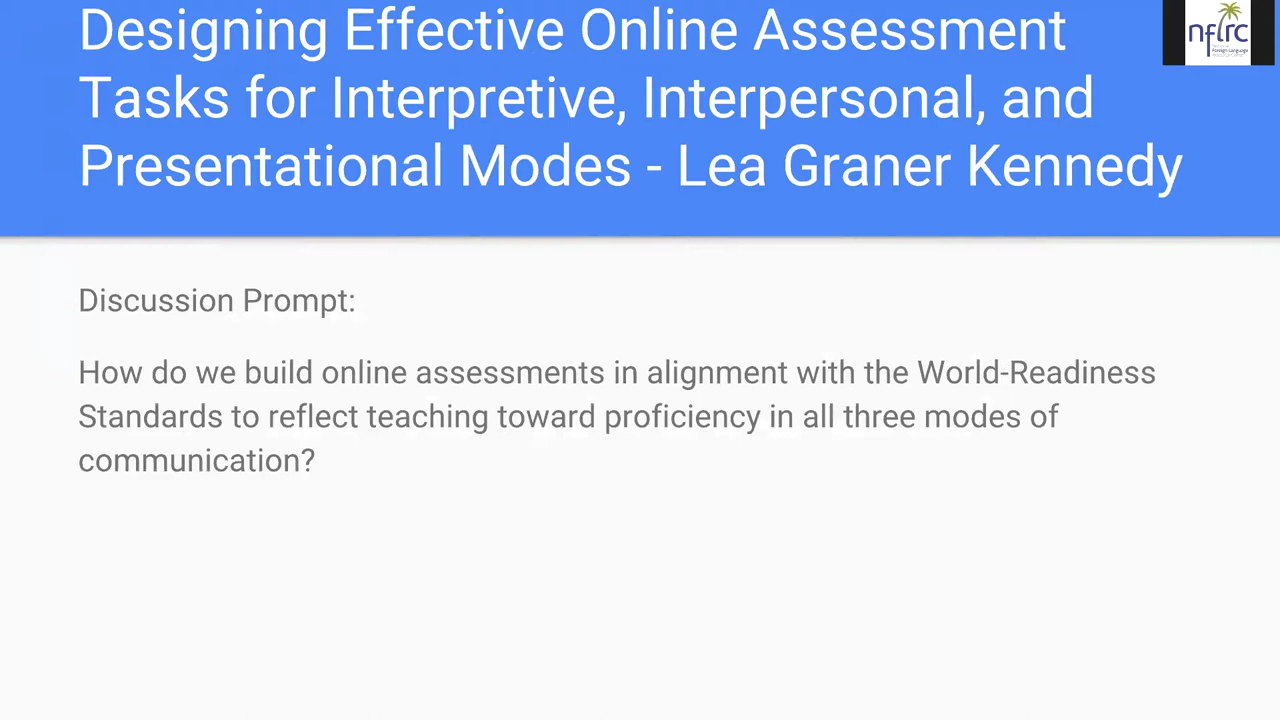 Designing Effective Online Assessment
Tasks for Interpretive, Interpersonal, and
Presentational Modes - Lea Graner Kennedy
nflrc
Foreign Language
Discussion Prompt:
How do we build online assessments in alignment with the World-Readiness
Standards to reflect teaching toward proficiency in all three modes of
communication?